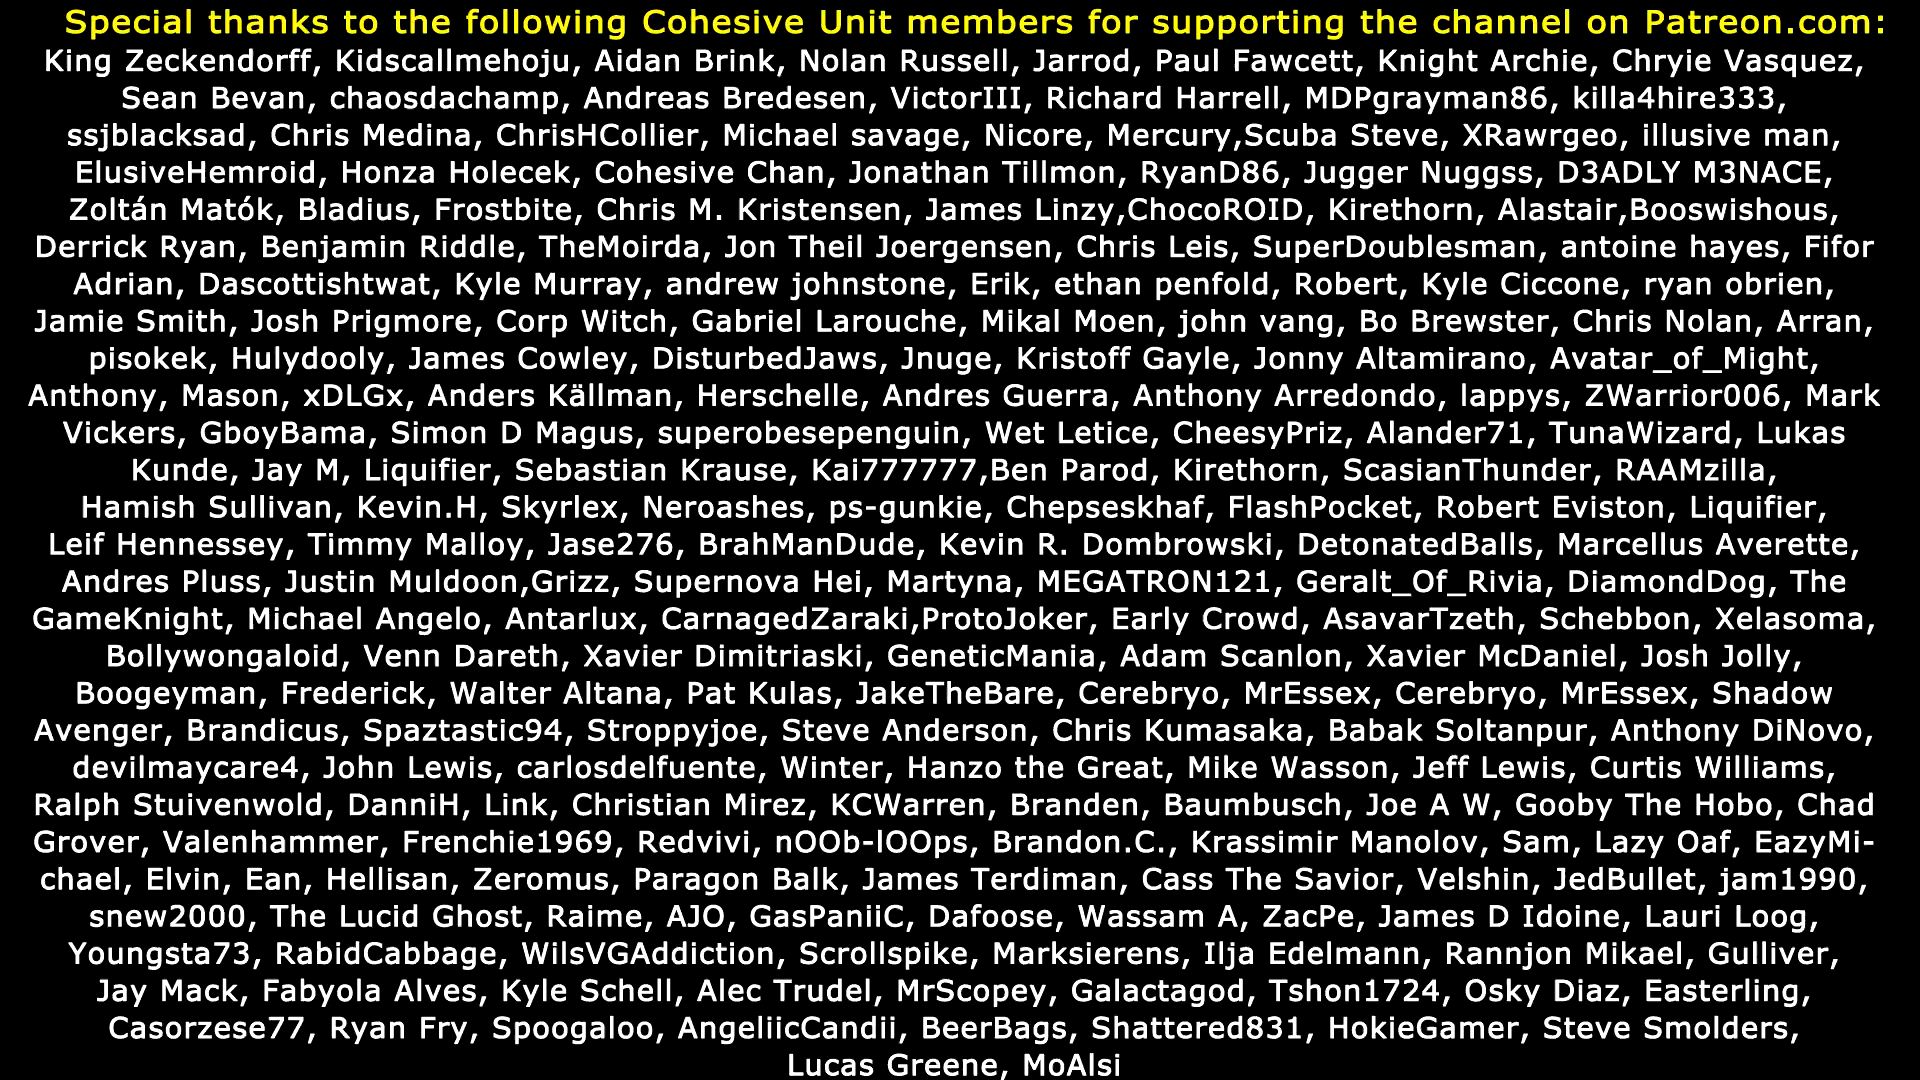 Special thanks to the following Cohesive Unit members for supporting the channel on Patreon.com:
King Zeckendorff, Kidscallmehoju, Aidan Brink, Nolan Russell, Jarrod, Paul Fawcett, Knight Archie, Chryie Vasquez,
Sean Bevan, chaosdachamp, Andreas Bredesen, VictorIII, Richard Harrell, MDPgrayman86, killa4hire333,
ssjblacksad, Chris Medina, ChrisHCollier, Michael savage, Nicore, Mercury,Scuba Steve, XRawrgeo, illusive man,
ElusiveHemroid, Honza Holecek, Cohesive Chan, Jonathan Tillmon, RyanD86, Jugger Nuggss, D3ADLY M3NACE,
Zoltán Matók, Bladius, Frostbite, Chris M. Kristensen, James Linzy,ChocoROID, Kirethorn, Alastair,Booswishous,
Derrick Ryan, Benjamin Riddle, TheMoirda, Jon Theil Joergensen, Chris Leis, SuperDoublesman, antoine hayes, Fifor
Adrian, Dascottishtwat, Kyle Murray, andrew johnstone, Erik, ethan penfold, Robert, Kyle Ciccone, ryan obrien,
Jamie Smith, Josh Prigmore, Corp Witch, Gabriel Larouche, Mikal Moen, john vang, Bo Brewster, Chris Nolan, Arran,
pisokek, Hulydooly, James Cowley, DisturbedJaws, Jnuge, Kristoff Gayle, Jonny Altamirano, Avatar_of_Might,
Anthony, Mason, xDLGx, Anders Källman, Herschelle, Andres Guerra, Anthony Arredondo, lappys, ZWarrior006, Mark
Vickers, GboyBama, Simon D Magus, superobesepenguin, Wet Letice, CheesyPriz, Alander71, TunaWizard, Lukas
Kunde, Jay M, Liquifier, Sebastian Krause, Kai777777,Ben Parod, Kirethorn, ScasianThunder, RAAMzilla,
Hamish Sullivan, Kevin.H, Skyrlex, Neroashes, ps-gunkie, Chepseskhaf, FlashPocket, Robert Eviston, Liquifier,
Leif Hennessey, Timmy Malloy, Jase276, BrahManDude, Kevin R. Dombrowski, DetonatedBalls, Marcellus Averette,
Andres Pluss, Justin Muldoon,Grizz, Supernova Hei, Martyna, MEGATRON121, Geralt_Of_Rivia, DiamondDog, The
GameKnight, Michael Angelo, Antarlux, CarnagedZaraki,ProtoJoker, Early Crowd, AsavarTzeth, Schebbon, Xelasoma,
Bollywongaloid, Venn Dareth, Xavier Dimitriaski, GeneticMania, Adam Scanlon, Xavier McDaniel, Josh Jolly,
Boogeyman, Frederick, Walter Altana, Pat Kulas, JakeTheBare, Cerebryo, MrEssex, Cerebryo, MrEssex, Shadow
Avenger, Brandicus, Spaztastic94, Stroppyjoe, Steve Anderson, Chris Kumasaka, Babak Soltanpur, Anthony DiNovo,
devilmaycare4, John Lewis, carlosdelfuente, Winter, Hanzo the Great, Mike Wasson, Jeff Lewis, Curtis Williams,
Ralph Stuivenwold, DanniH, Link, Christian Mirez, KCWarren, Branden, Baumbusch, Joe A W, Gooby The Hobo, Chad
Grover, Valenhammer, Frenchie1969, Redvivi, nOOb-lOOps, Brandon.C., Krassimir Manolov, Sam, Lazy Oaf, EazyMi-
chael, Elvin, Ean, Hellisan, Zeromus, Paragon Balk, James Terdiman, Cass The Savior, Velshin, JedBullet, jam1990,
snew2000, The Lucid Ghost, Raime, AJO, GasPaniiC, Dafoose, Wassam A, ZacPe, James D Idoine, Lauri Loog,
Youngsta73, RabidCabbage, WilsVGAddiction, Scrollspike, Marksierens, Ilja Edelmann, Rannjon Mikael, Gulliver,
Jay Mack, Fabyola Alves, Kyle Schell, Alec Trudel, MrScopey, Galactagod, Tshon1724, Osky Diaz, Easterling,
Casorzese77, Ryan Fry, Spoogaloo, AngeliicCandii, BeerBags, Shattered831, HokieGamer, Steve Smolders,
Lucas Greene, MoAlsi